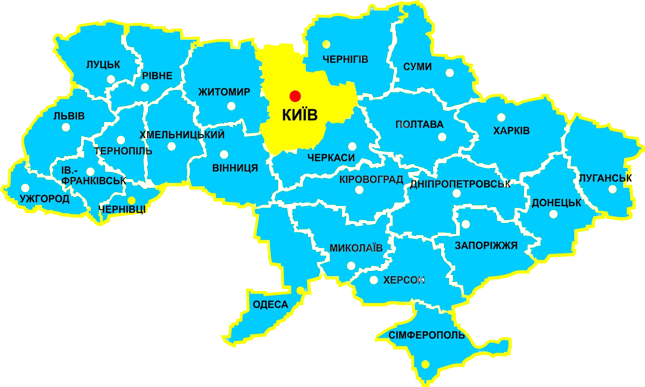 ЧЕРНІГІВ
ЛУЦЬК
СУМИ
РІВНЕ
ЖИТОМИР
КИЇВ
ЛЬВІВ
ПОЛТАВА
ХАРКІВ
ХМЕЛЬНИЦЬКИЙ
ТЕРНОПІЛЬ
ЧЕРКАСИ
ВІННИЦЯ
ІВ.-
ФРАНКІВСЬК
КІРОВОГРАД
ДНІПРОПЕТРОВСЬК
ЛУГАНСЬК
УЖГОРОД
ДОНЕЦЬК
ЧЕРНІВЦІ
МИКОЛАЇВ
ЗАПОРІЖЖЯ
ХЕРСОН
ОДЕСА
СІМФЕРОПОЛЬ